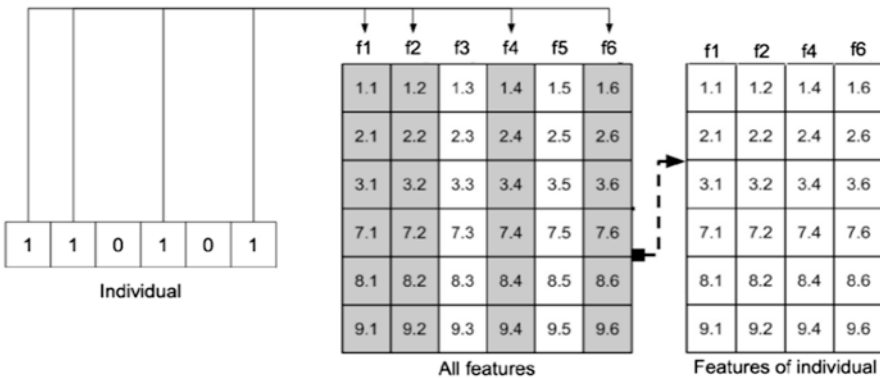 f1 f2 f3 f4 f5 f6
1.1 1.2 1.3 1.4 1.5 1.6
2.1 2.2 2.3 2.4 2.5 2.6
3.1 3.2 3.3 3.4 3.5 3.6
7.1 7.2 7.3 7.4 7.5 7.6
8.1 8.2 8.3 8.4 8.5 8.6
9.1 9.2 9.3 9.4 9.5 9.6
All features
f1 f2 f4 f6
1.1 1.2 1.4 1.6
2.1 2.2 2.4 2.6
3.1 3.2 3.4 3.6
7.1 7.2 7.4 7.6
8.1 8.2 8.4 8.6
9.1 9.2 9.4 9.6
Features of individual
1 1 0 1 0 1
Individual